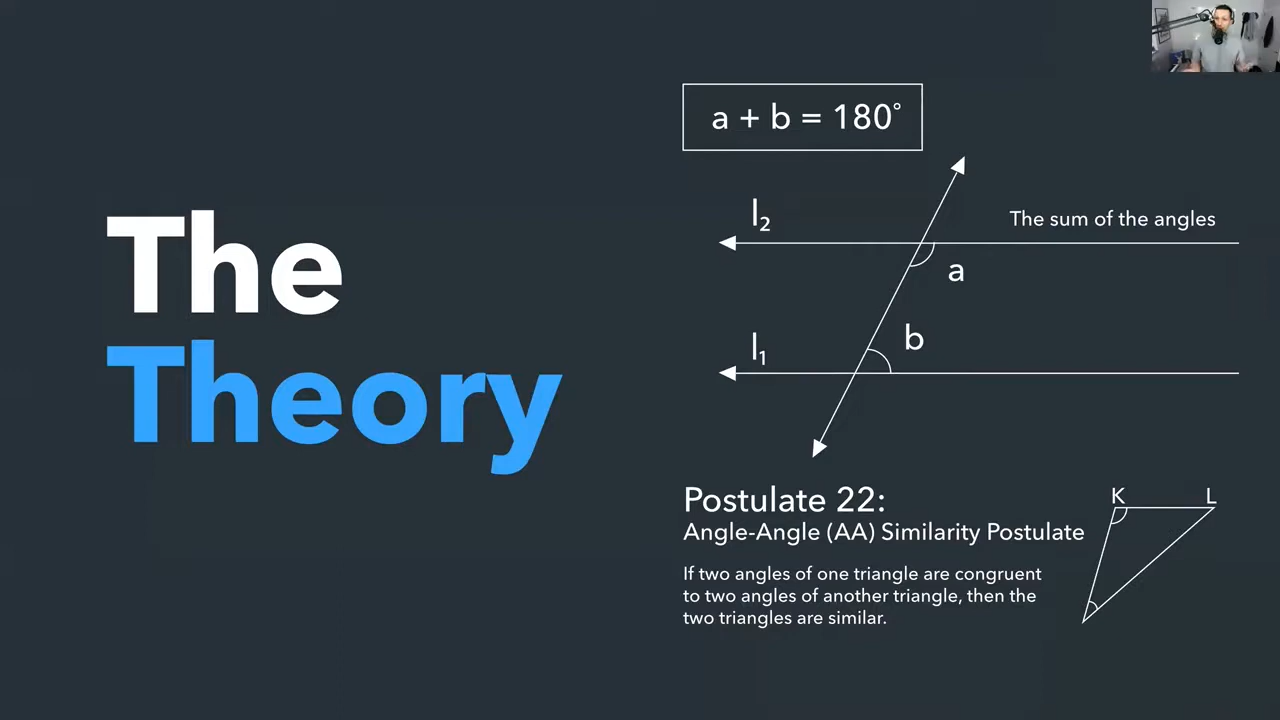 The
Theory
a + b = 180°
l₂
The sum of the angles
a
b
l₁
Postulate 22:
Angle-Angle (AA) Similarity Postulate
If two angles of one triangle are congruent
to two angles of another triangle, then the
two triangles are similar.
K
L